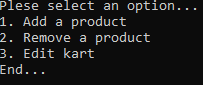 Plese select an option...
1. Add a product
2. Remove a product
3. Edit kart
End...